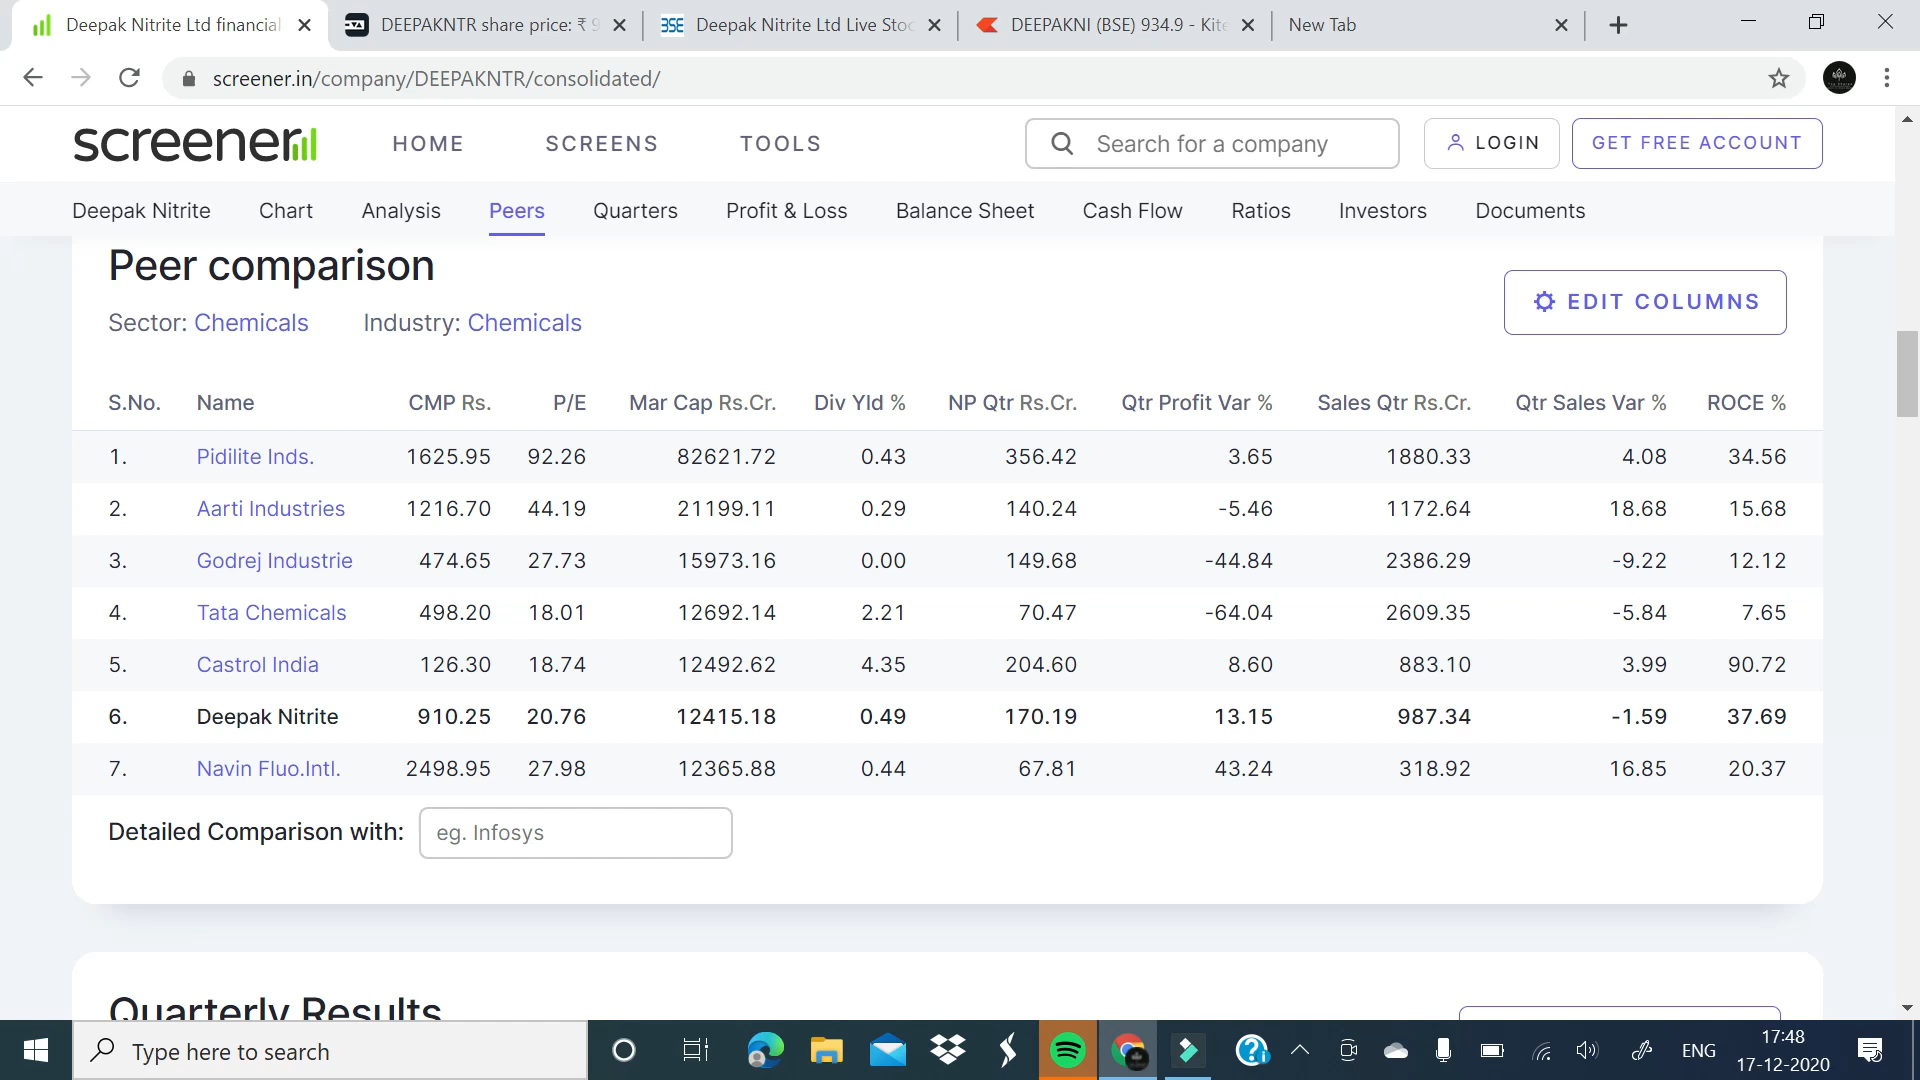 Deepak Nitrite Ltd financial
DEEPAKNTR share price: ₹ 9
BSE Deepak Nitrite Ltd Live Stoc
DEEPAKNI (BSE) 934.9 - Kite
New Tab
screener.in/company/DEEPAKNTR/consolidated/
screener
HOME SCREENS TOOLS
Search for a company
LOGIN
GET FREE ACCOUNT
Deepak Nitrite Chart Analysis Peers Quarters Profit & Loss Balance Sheet Cash Flow Ratios Investors Documents
Peer comparison
EDIT COLUMNS
Sector: Chemicals Industry: Chemicals
S.No. Name CMP Rs. P/E Mar Cap Rs.Cr. Div Yld % NP Qtr Rs.Cr. Qtr Profit Var % Sales Qtr Rs.Cr. Qtr Sales Var % ROCE %
1. Pidilite Inds. 1625.95 92.26 82621.72 0.43 356.42 3.65 1880.33 4.08 34.56
2. Aarti Industries 1216.70 44.19 21199.11 0.29 140.24 -5.46 1172.64 18.68 15.68
3. Godrej Industrie 474.65 27.73 15973.16 0.00 149.68 -44.84 2386.29 -9.22 12.12
4. Tata Chemicals 498.20 18.01 12692.14 2.21 70.47 -64.04 2609.35 -5.84 7.65
5. Castrol India 126.30 18.74 12492.62 4.35 204.60 8.60 883.10 3.99 90.72
6. Deepak Nitrite 910.25 20.76 12415.18 0.49 170.19 13.15 987.34 -1.59 37.69
7. Navin Fluo.Intl. 2498.95 27.98 12365.88 0.44 67.81 43.24 318.92 16.85 20.37
Detailed Comparison with: eg. Infosys
Quarterly Results
Type here to search
ENG
17:48
17-12-2020